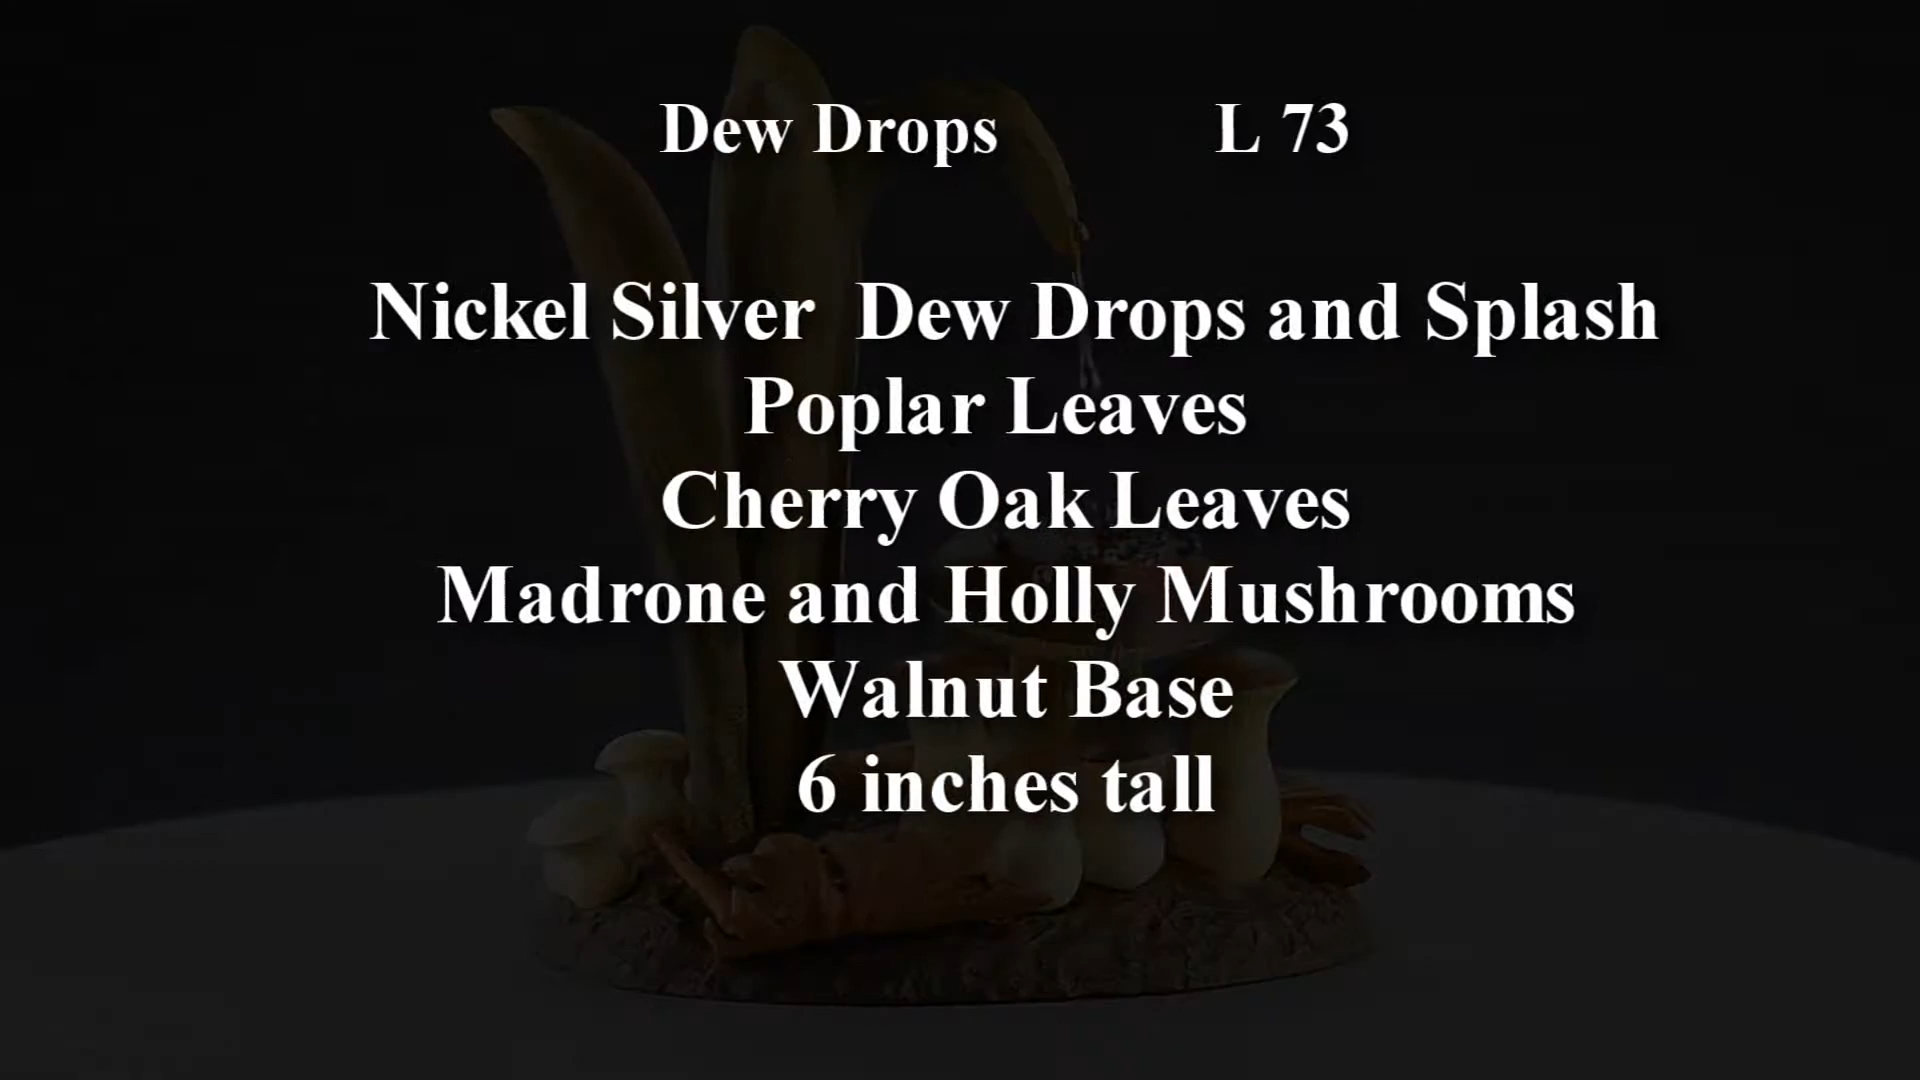 Dew Drops L 73
Nickel Silver Dew Drops and Splash
Poplar Leaves
Cherry Oak Leaves
Madrone and Holly Mushrooms
Walnut Base
6 inches tall